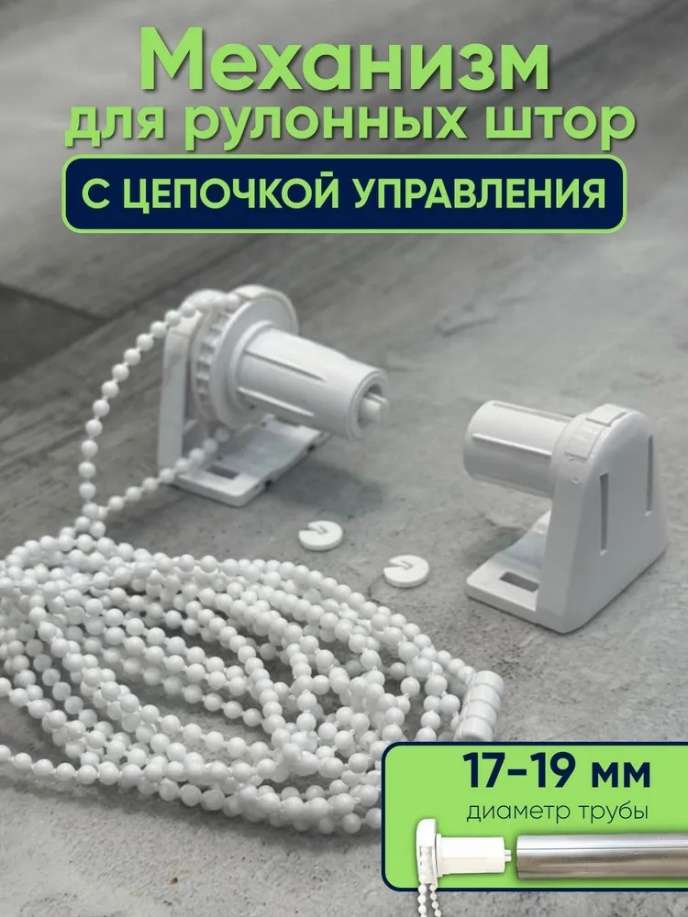 Механизм
для рулонных штор
С ЦЕПОЧКОЙ УПРАВЛЕНИЯ
17-19 мм
диаметр трубы